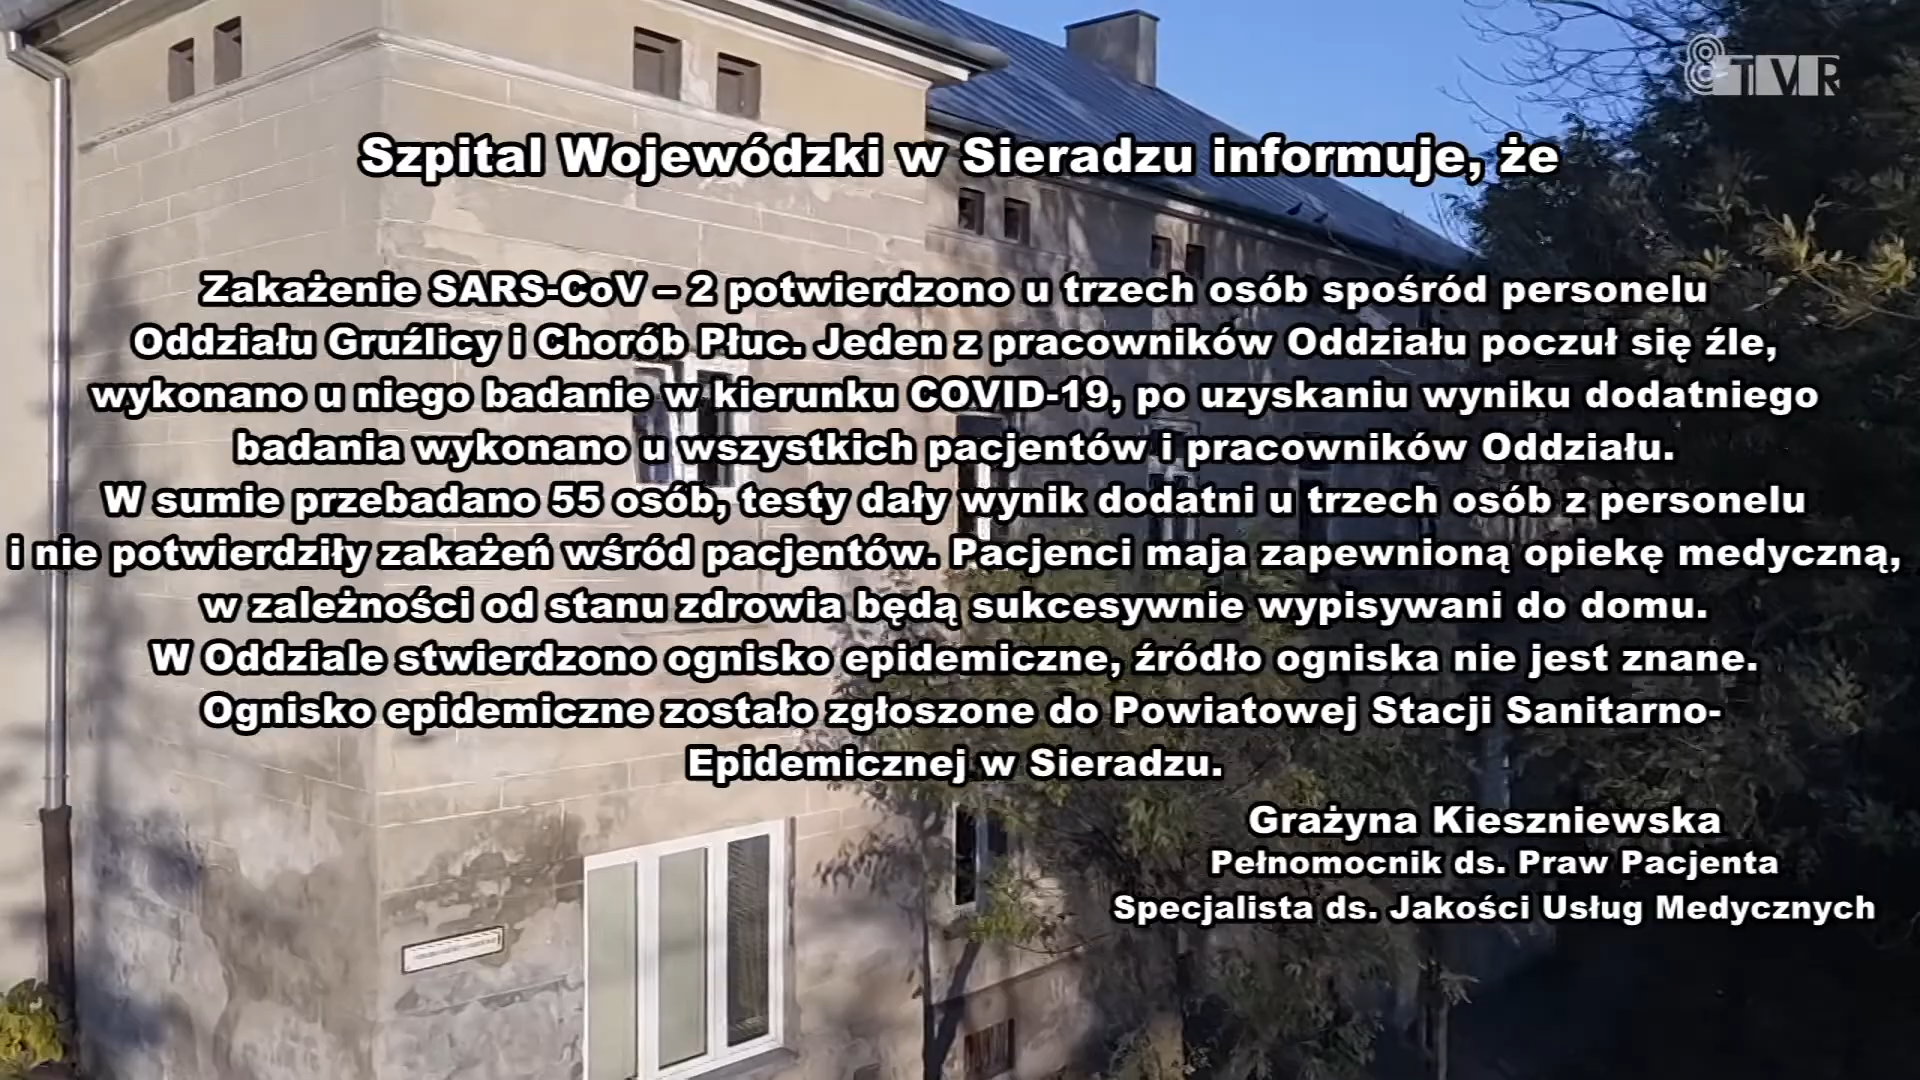 TVR
Szpital Wojewódzki w Sieradzu informuje, że
Zakażenie SARS-CoV – 2 potwierdzono u trzech osób spośród personelu
Oddziału Gruźlicy i Chorób Płuc. Jeden z pracowników Oddziału poczuł się źle,
wykonano u niego badanie w kierunku COVID-19, po uzyskaniu wyniku dodatniego
badania wykonano u wszystkich pacjentów i pracowników Oddziału.
W sumie przebadano 55 osób, testy dały wynik dodatni u trzech osób z personelu
i nie potwierdziły zakażeń wśród pacjentów. Pacjenci maja zapewnioną opiekę medyczną,
w zależności od stanu zdrowia będą sukcesywnie wypisywani do domu.
W Oddziale stwierdzono ognisko epidemiczne, źródło ogniska nie jest znane.
Ognisko epidemiczne zostało zgłoszone do Powiatowej Stacji Sanitarno-
Epidemicznej w Sieradzu.
Grażyna Kieszniewska
Pełnomocnik ds. Praw Pacjenta
Specjalista ds. Jakości Usług Medycznych